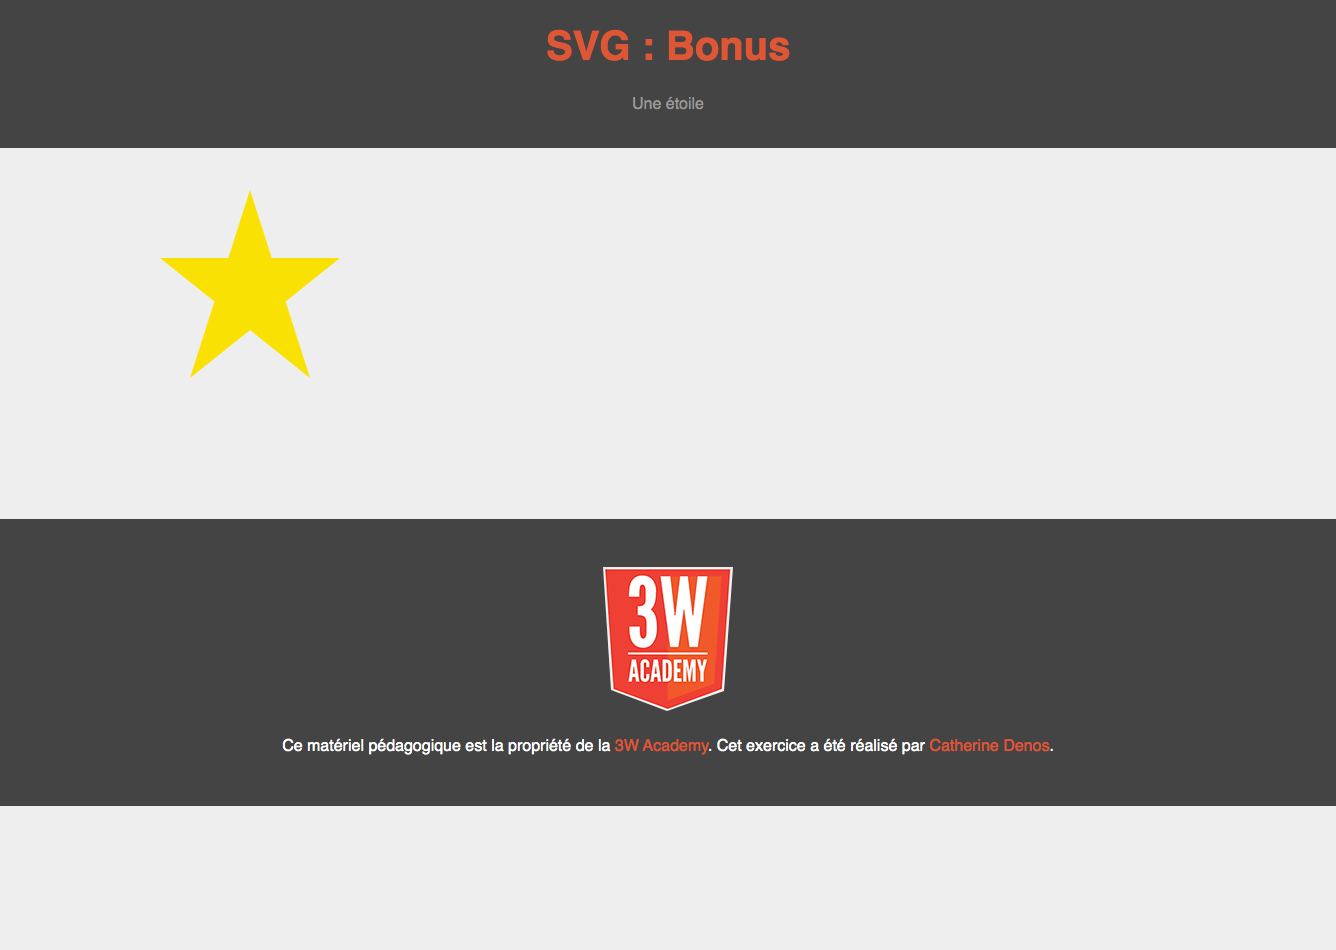 SVG : Bonus
Une étoile
3W
ACADEMY
Ce matériel pédagogique est la propriété de la 3W Academy. Cet exercice a été réalisé par Catherine Denos.